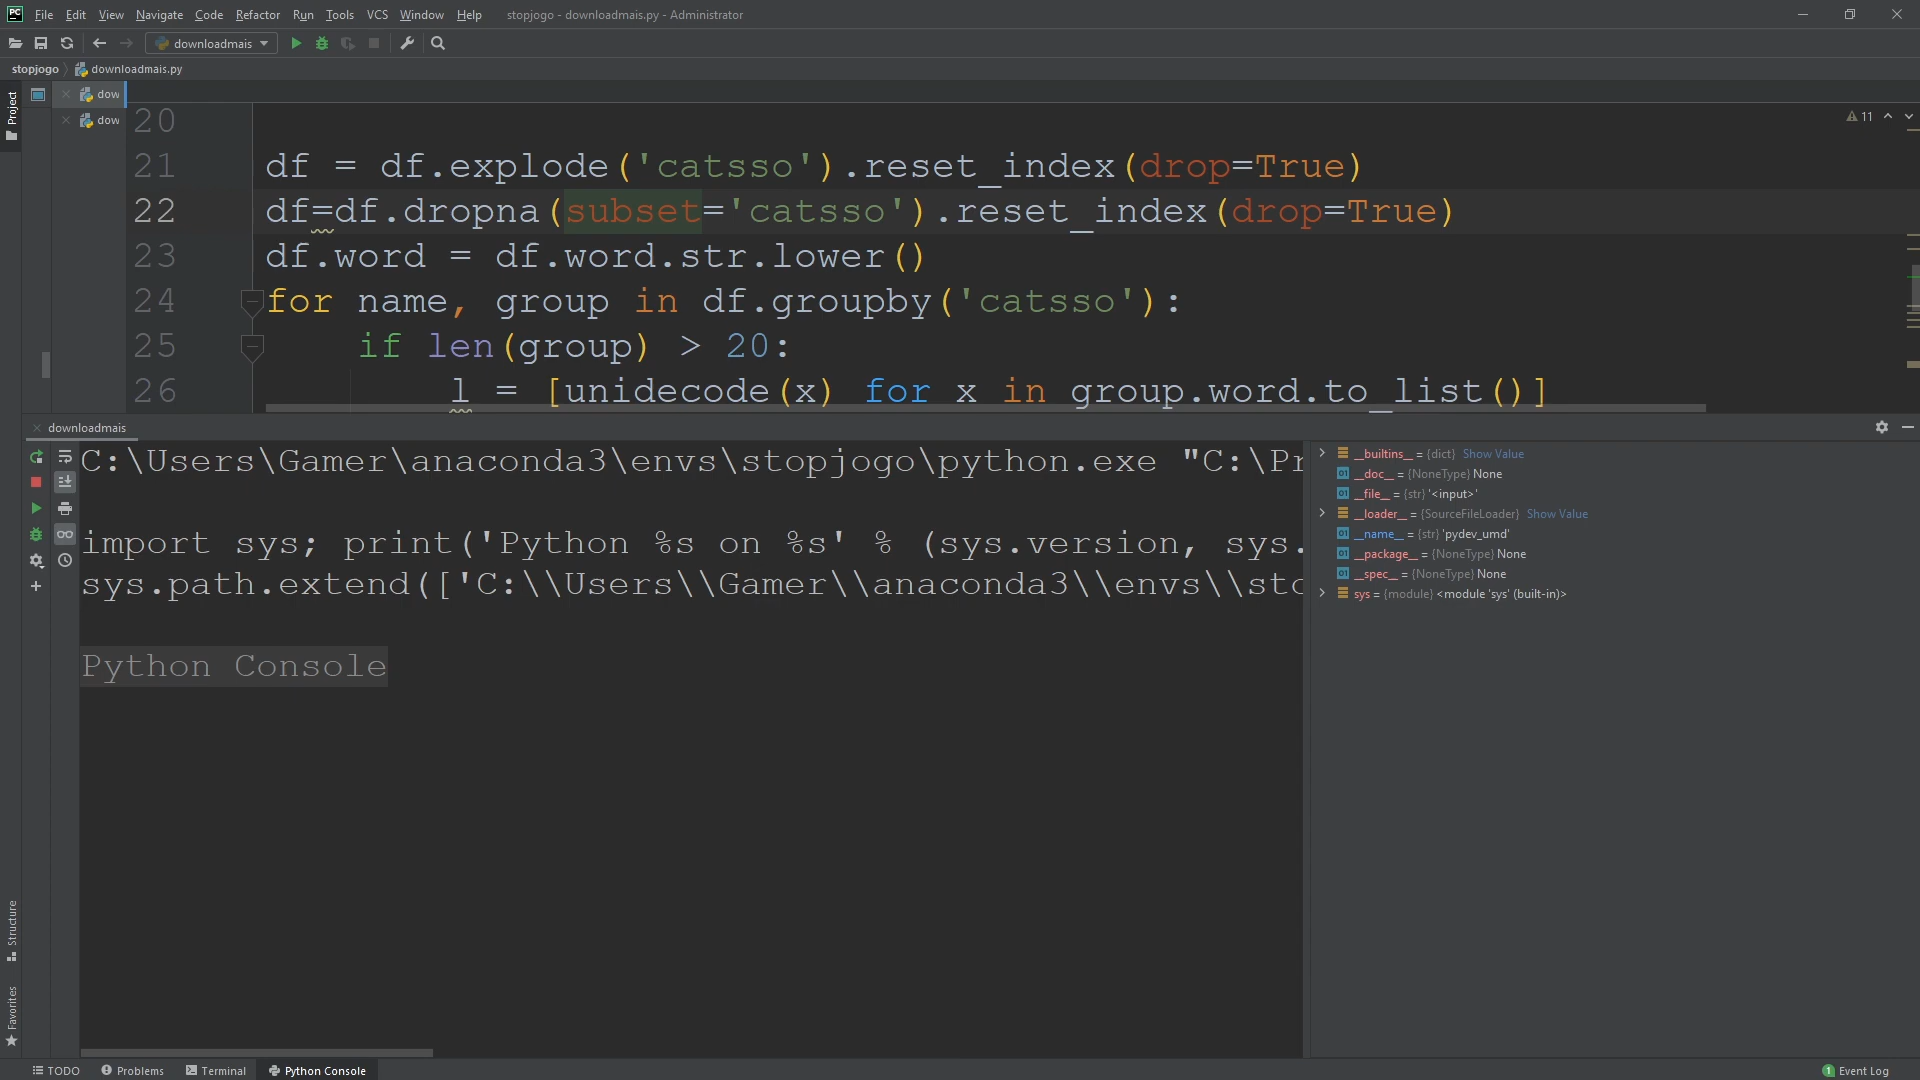 File Edit View Navigate Code Refactor Run Tools VCS Window Help stopjogo - downloadmais.py - Administrator
downloadmais
stopjogo downloadmais.py
Project
dow
dow
11
20
21 df = df.explode('catsso').reset_index(drop=True)
22 df=df.dropna(subset='catsso').reset_index(drop=True)
23 df.word = df.word.str.lower()
24 for name, group in df.groupby('catsso'):
25 if len(group) > 20:
26 l = [unidecode(x) for x in group.word.to_list()]
downloadmais
C:\Users\Gamer\anaconda3\envs\stopjogo\python.exe "C:\Pr
import sys; print('Python %s on %s' % (sys.version, sys.
sys.path.extend(['C:\\Users\\Gamer\\anaconda3\\envs\\sto
Python Console
__builtins__ = {dict} Show Value
__doc__ = {NoneType} None
__file__ = {str} '<input>'
__loader__ = {SourceFileLoader} Show Value
__name__ = {str} 'pydev_umd'
__package__ = {NoneType} None
__spec__ = {NoneType} None
sys = {module} <module 'sys' (built-in)>
Structure
Favorites
TODO Problems Terminal Python Console 1 Event Log